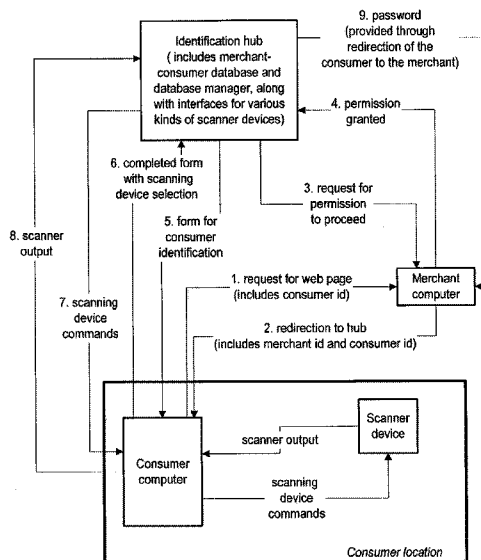 9. password
(provided through
redirection of the
consumer to the
merchant)
Identification hub
( includes merchant-
consumer database and
database manager, along
with interfaces for various
kinds of scanner devices)
4. permission
granted
6. completed form
with scanning
device selection
3. request for
permission
to proceed
5. form for
consumer
identification
8. scanner
output
1. request for web page
(includes consumer id)
Merchant
computer
7. scanning
device
commands
2. redirection to hub
(includes merchant id and consumer id)
Scanner
device
scanner output
Consumer
computer
scanning
device
commands
Consumer location